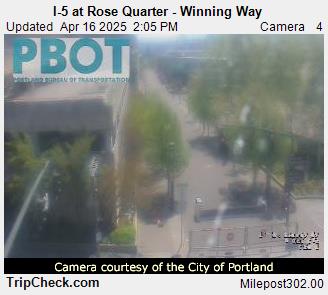 I-5 at Rose Quarter - Winning Way
Updated Apr 16 2025 2:05 PM Camera 4
PBOT
PORTLAND BUREAU OF TRANSPORTATION
Camera courtesy of the City of Portland
TripCheck.com Milepost302.00